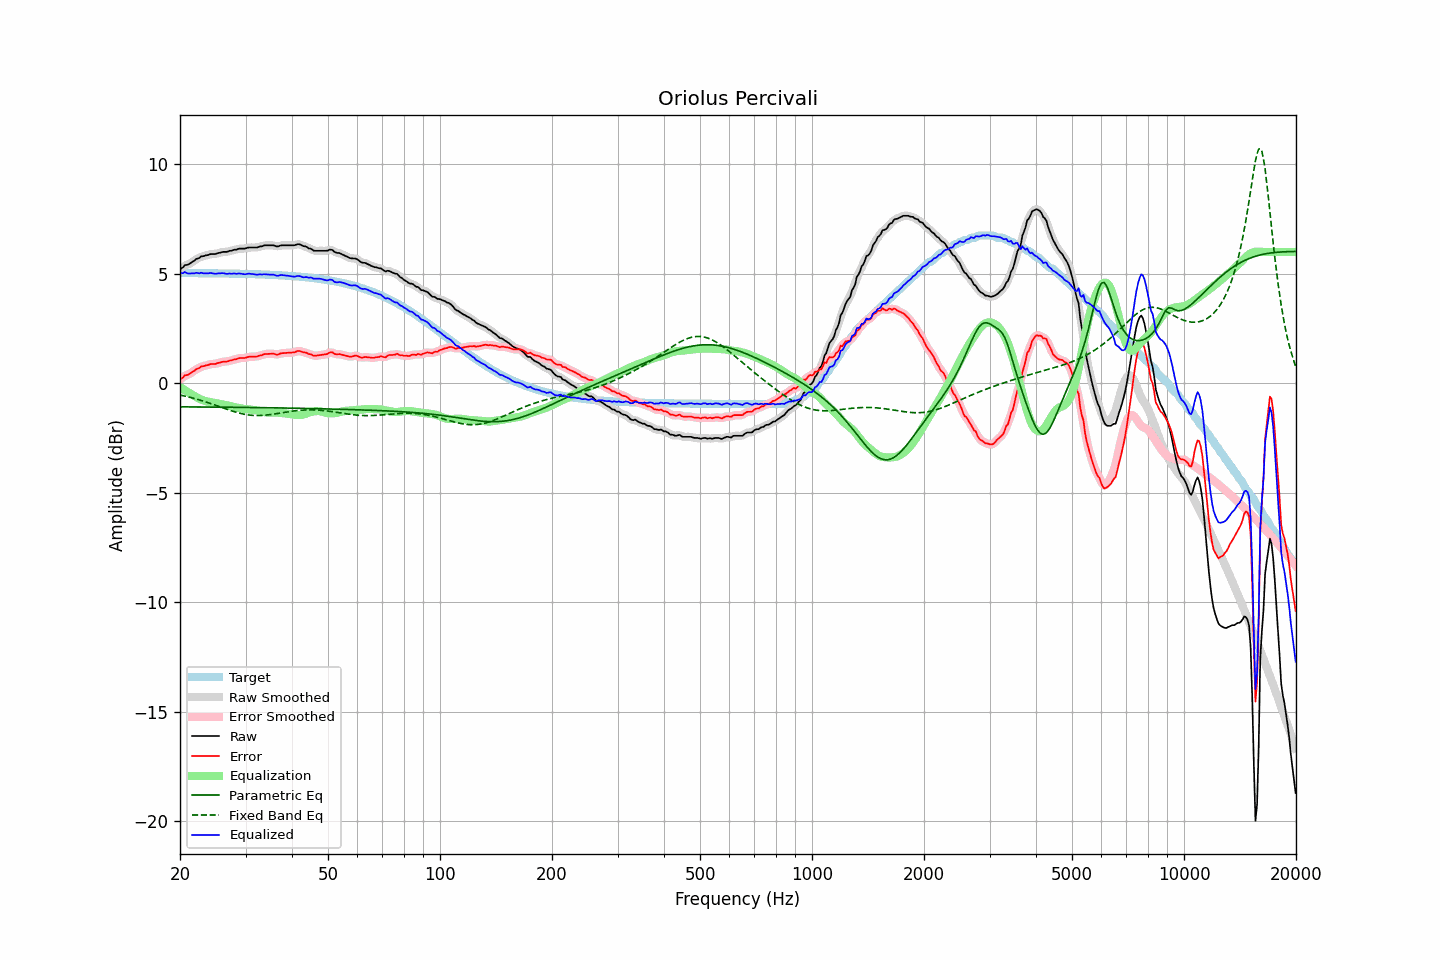 Oriolus Percivali
Amplitude (dBr)
10
5
0
−5
−10
−15
−20
Target
Raw Smoothed
Error Smoothed
Raw
Error
Equalization
Parametric Eq
Fixed Band Eq
Equalized
20 50 100 200 500 1000 2000 5000 10000 20000
Frequency (Hz)